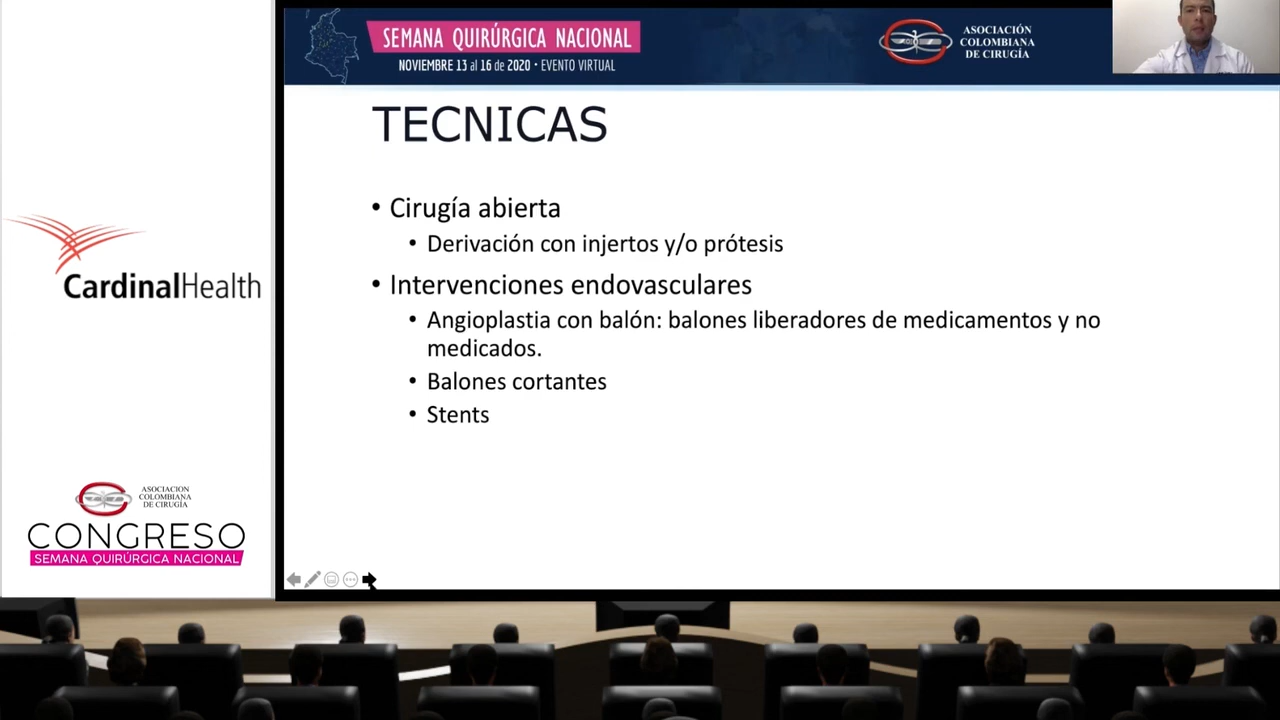 SEMANA QUIRÚRGICA NACIONAL
NOVIEMBRE 13 al 16 de 2020 • EVENTO VIRTUAL
ASOCIACIÓN
COLOMBIANA
DE CIRUGÍA
TECNICAS
• Cirugía abierta
• Derivación con injertos y/o prótesis
• Intervenciones endovasculares
• Angioplastia con balón: balones liberadores de medicamentos y no
medicados.
• Balones cortantes
• Stents
CardinalHealth
ASOCIACIÓN
COLOMBIANA
DE CIRUGÍA
CONGRESO
SEMANA QUIRÚRGICA NACIONAL